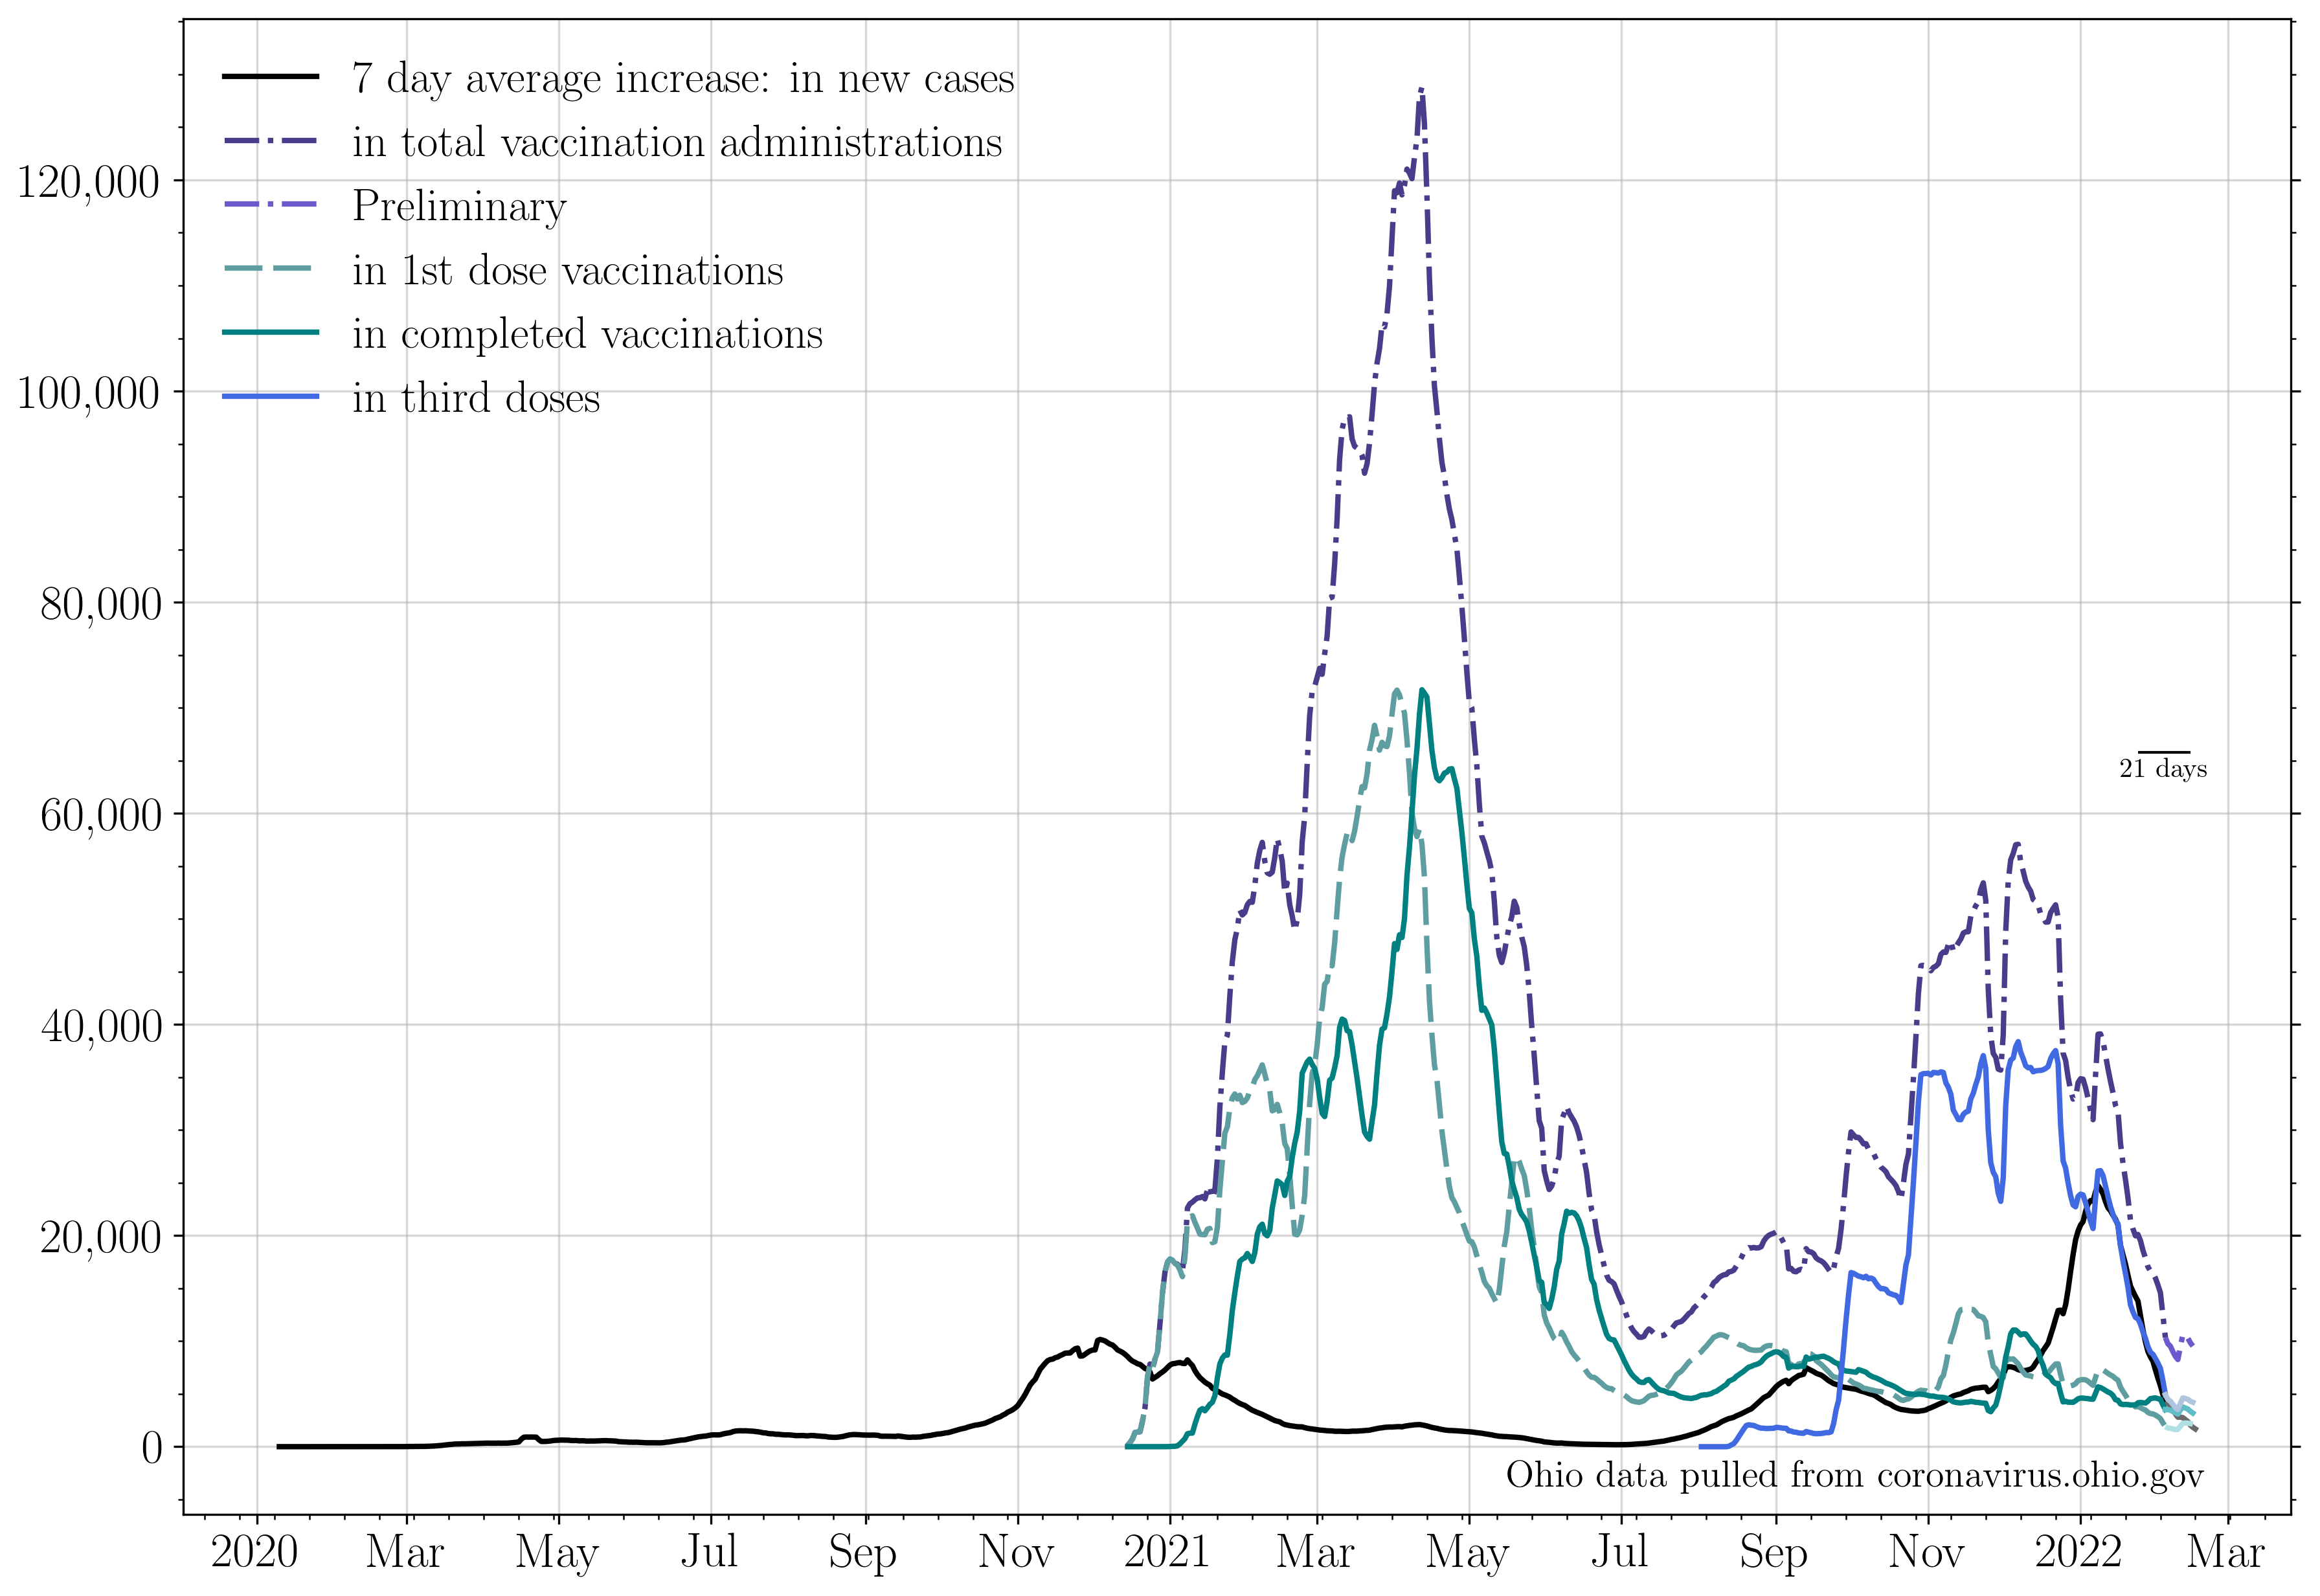 7 day average increase: in new cases
in total vaccination administrations
Preliminary
in 1st dose vaccinations
in completed vaccinations
in third doses
120,000
100,000
80,000
60,000
40,000
20,000
0
21 days
Ohio data pulled from coronavirus.ohio.gov
2020 Mar May Jul Sep Nov 2021 Mar May Jul Sep Nov 2022 Mar